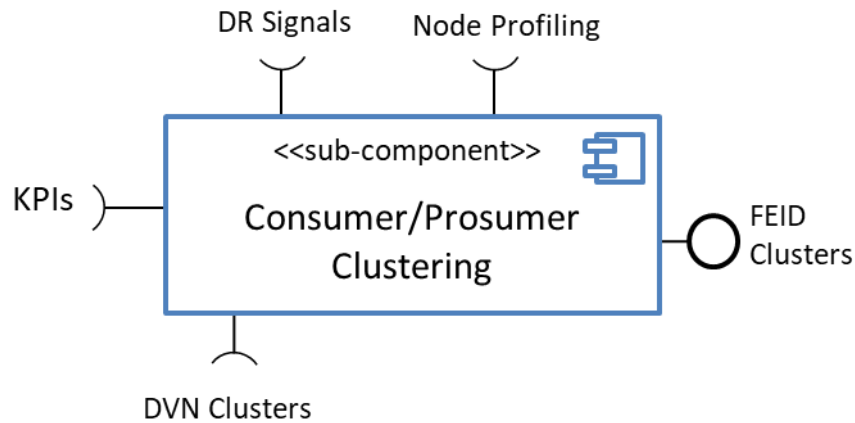 DR Signals
Node Profiling
<<sub-component>>
KPIs
Consumer/Prosumer
Clustering
FEID
Clusters
DVN Clusters